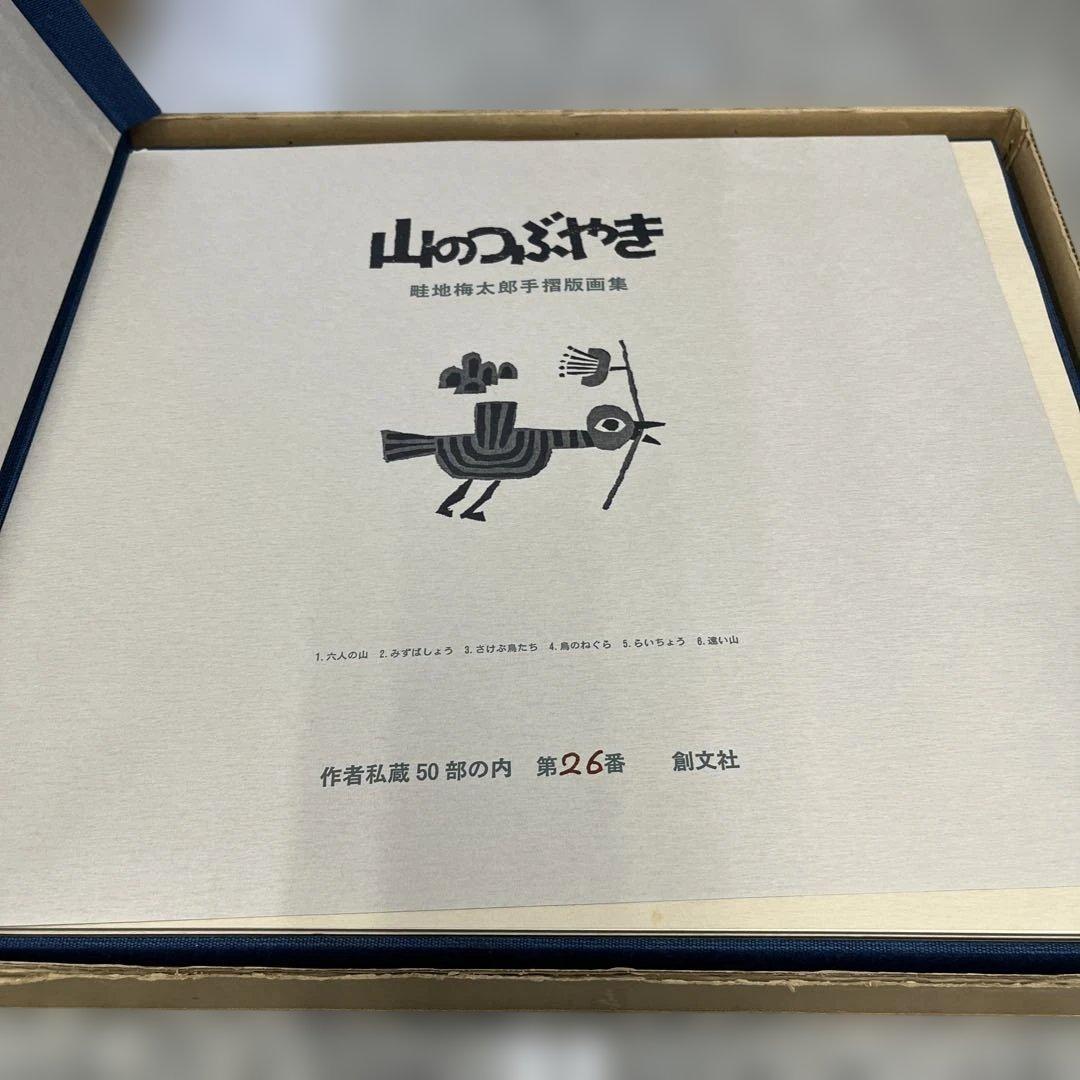 山のつぶやき
畦地梅太郎手摺版画集
1.六人の山 2.みずばしょう 3.さけぶ鳥たち 4.鳥のねぐら 5.らいちょう 6.遠い山
作者私蔵50部の内 第26番 創文社